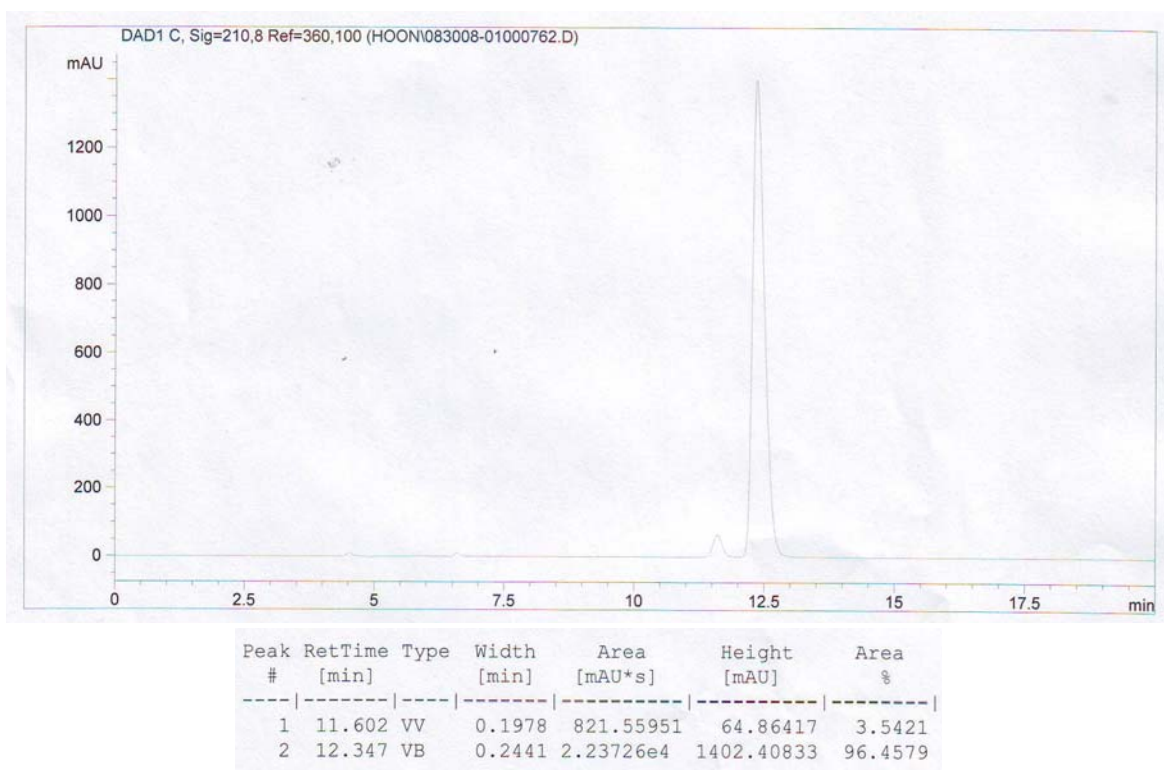 DAD1 C, Sig=210,8 Ref=360,100 (HOON\083008-01000762.D)
mAU
1200
1000
800
600
400
200
0
0 2.5 5 7.5 10 12.5 15 17.5 min
Peak RetTime Type Width Area Height Area
# [min] [min] [mAU*s] [mAU] %
----|-------|----|-------|----------|----------|--------|
1 11.602 VV 0.1978 821.55951 64.86417 3.5421
2 12.347 VB 0.2441 2.23726e4 1402.40833 96.4579